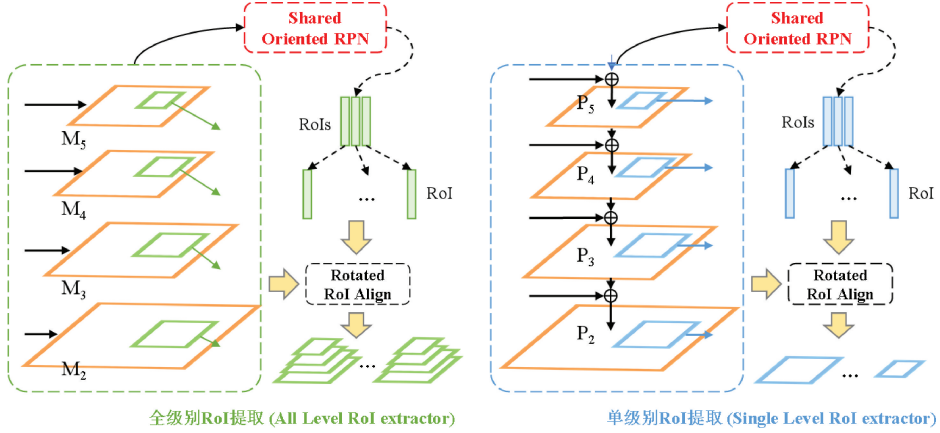 Shared
Oriented RPN
M5
M4
M3
M2
RoIs
RoI
...
Rotated
RoI Align
...
全级别RoI提取 (All Level RoI extractor)
Shared
Oriented RPN
P5
P4
P3
P2
RoIs
RoI
...
Rotated
RoI Align
...
单级别RoI提取 (Single Level RoI extractor)